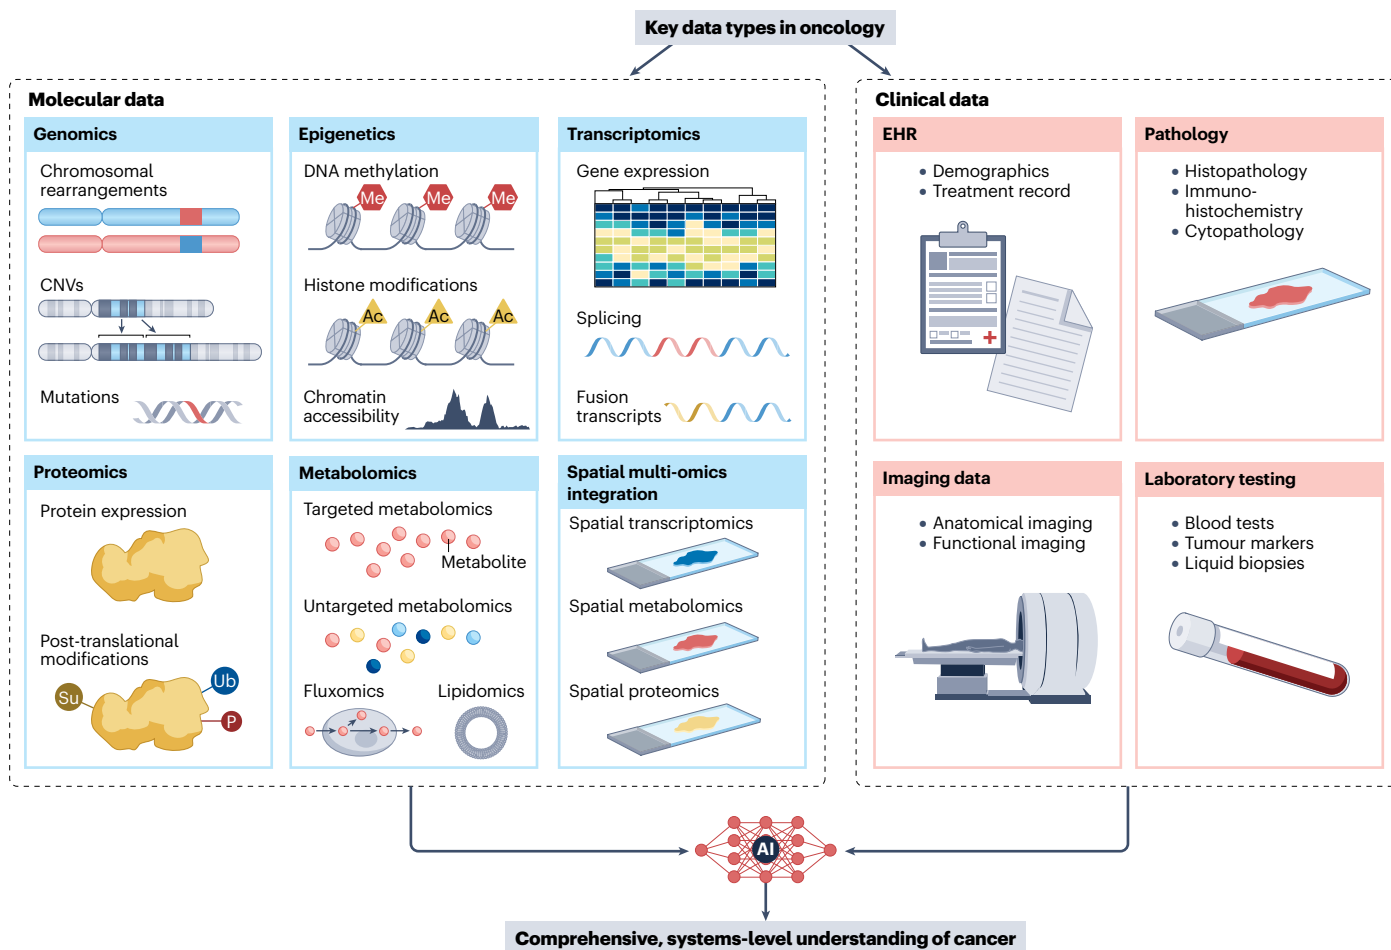 Key data types in oncology
Molecular data
Genomics
Chromosomal
rearrangements
CNVs
Mutations
Epigenetics
DNA methylation
Me
Me
Me
Histone modifications
Ac
Ac
Ac
Chromatin
accessibility
Transcriptomics
Gene expression
Splicing
Fusion
transcripts
Proteomics
Protein expression
Post-translational
modifications
Su
Ub
P
Metabolomics
Targeted metabolomics
Metabolite
Untargeted metabolomics
Fluxomics
Lipidomics
Spatial multi-omics
integration
Spatial transcriptomics
Spatial metabolomics
Spatial proteomics
Clinical data
EHR
• Demographics
• Treatment record
Pathology
• Histopathology
• Immuno-
histochemistry
• Cytopathology
Imaging data
• Anatomical imaging
• Functional imaging
Laboratory testing
• Blood tests
• Tumour markers
• Liquid biopsies
AI
Comprehensive, systems-level understanding of cancer